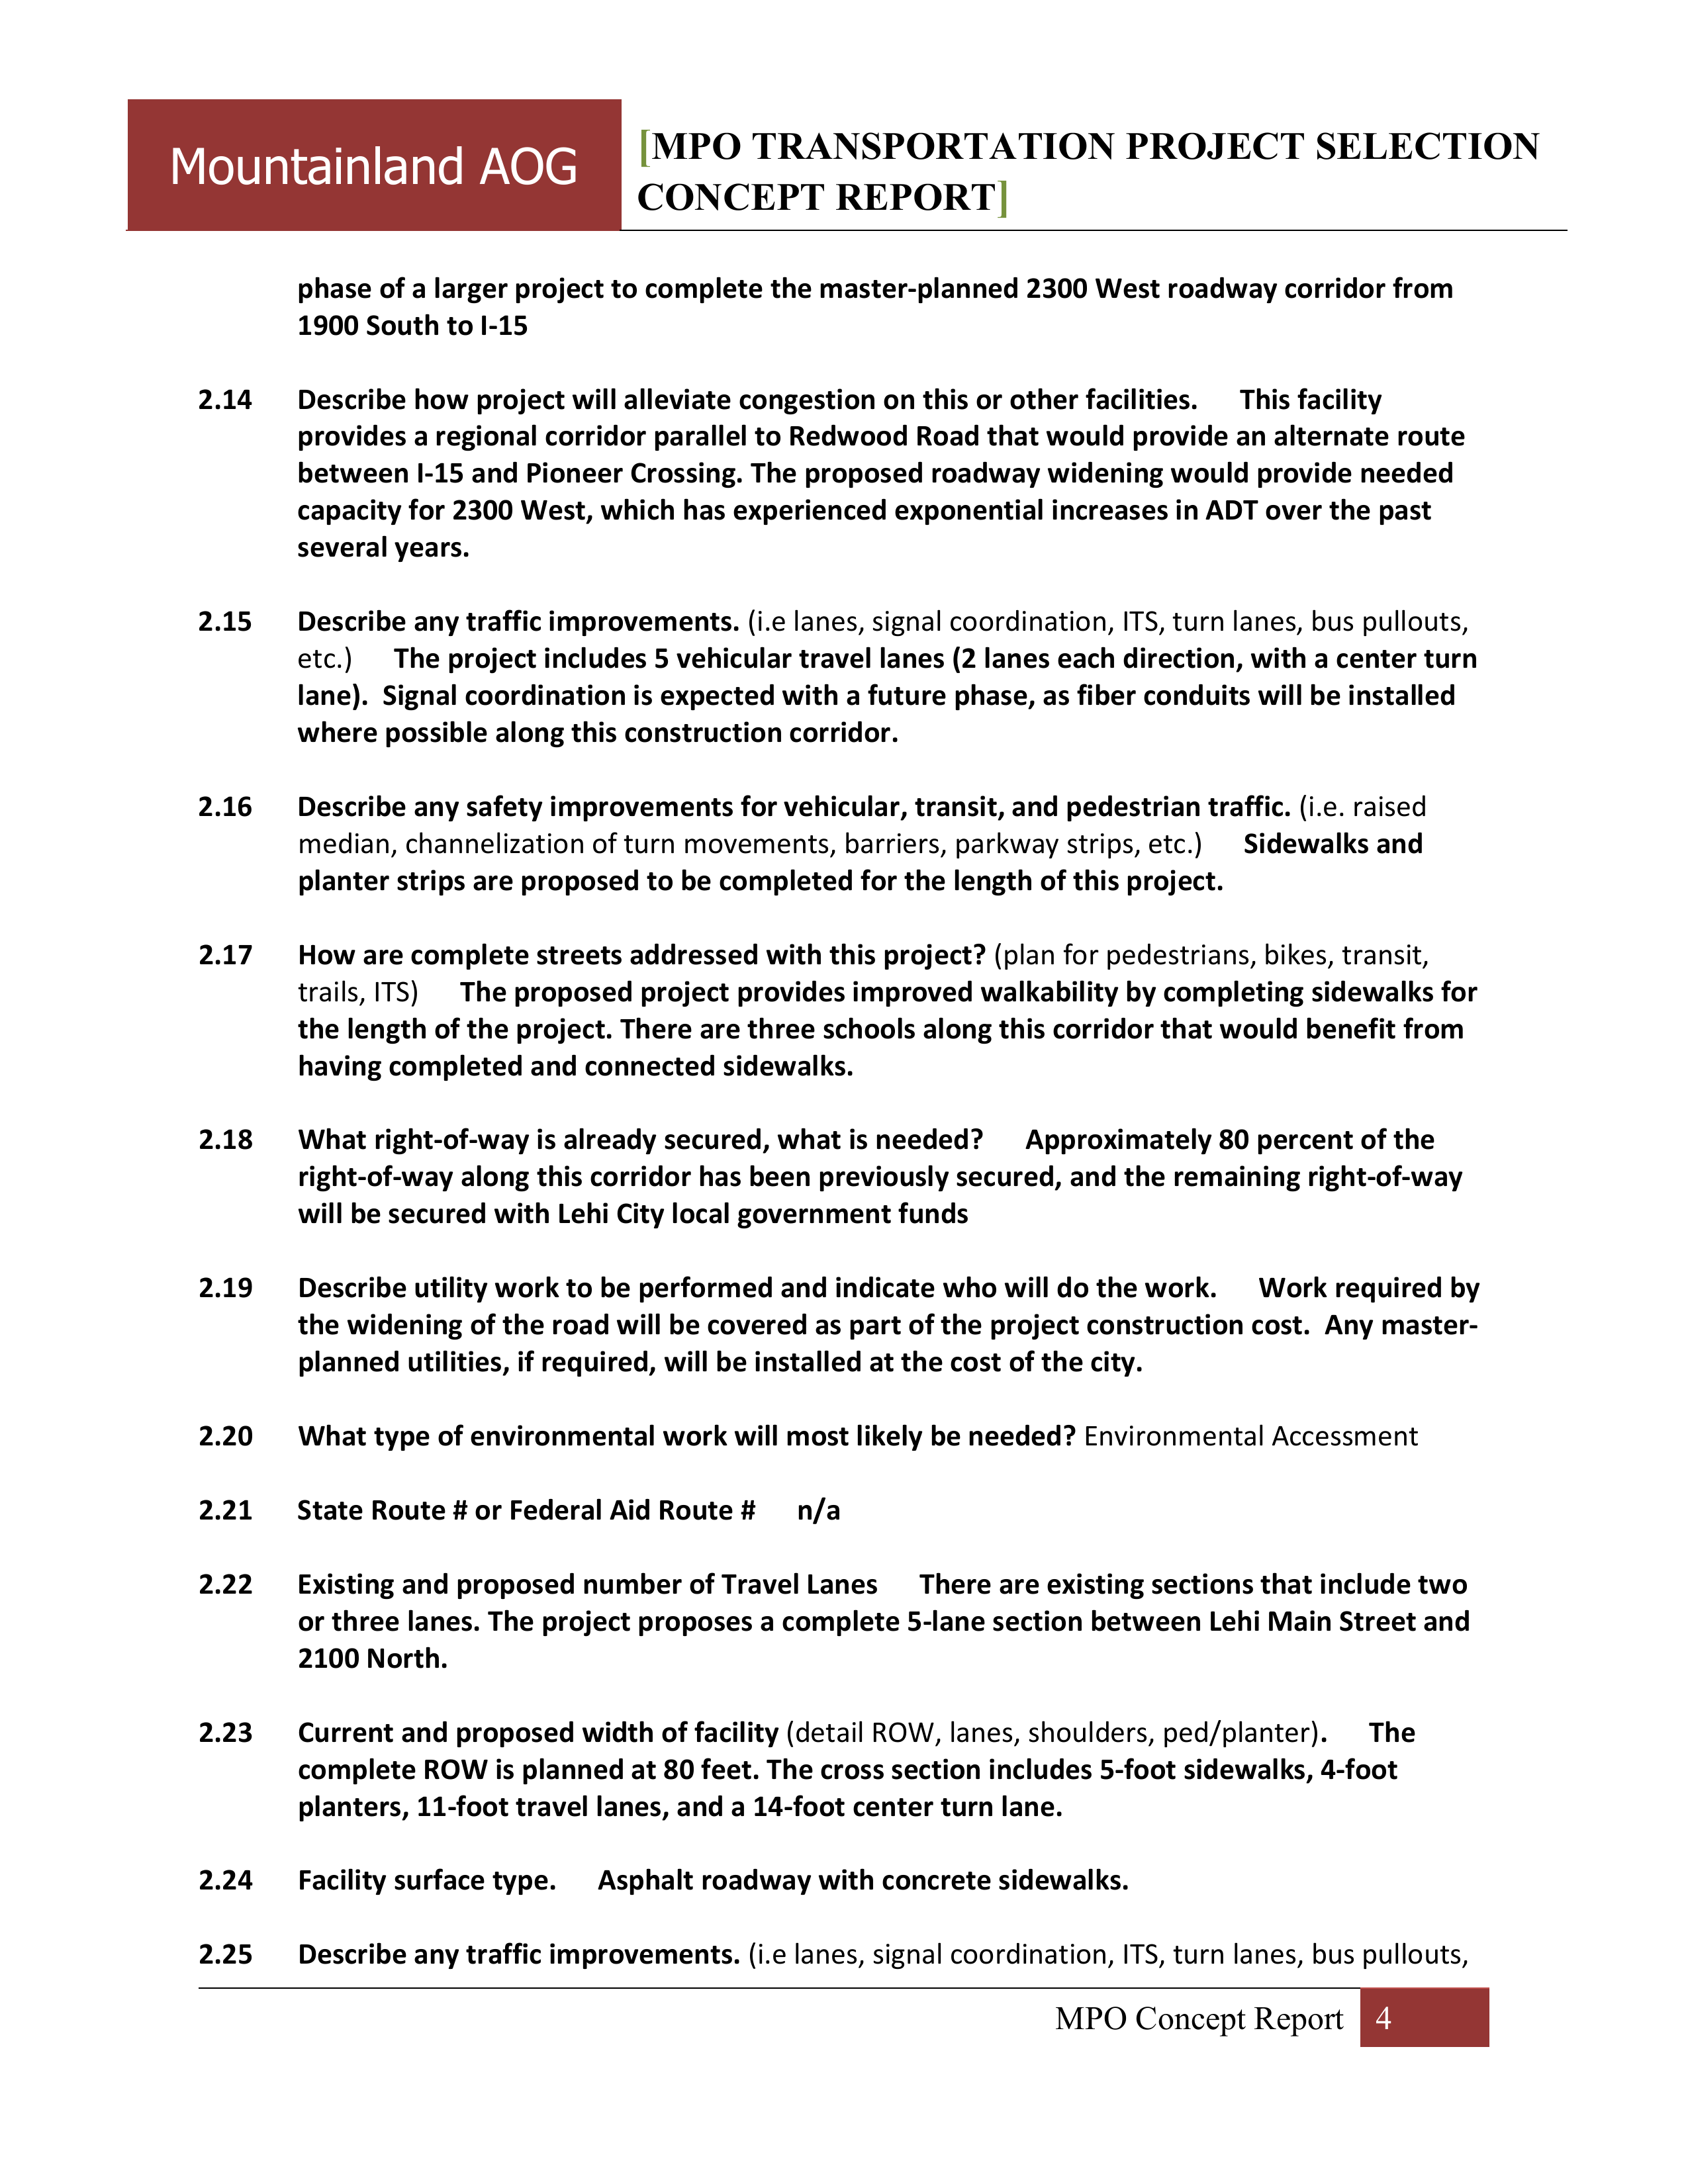 Mountainland AOG
[MPO TRANSPORTATION PROJECT SELECTION
CONCEPT REPORT]
phase of a larger project to complete the master-planned 2300 West roadway corridor from
1900 South to I-15
2.14 Describe how project will alleviate congestion on this or other facilities. This facility
provides a regional corridor parallel to Redwood Road that would provide an alternate route
between I-15 and Pioneer Crossing. The proposed roadway widening would provide needed
capacity for 2300 West, which has experienced exponential increases in ADT over the past
several years.
2.15 Describe any traffic improvements. (i.e lanes, signal coordination, ITS, turn lanes, bus pullouts,
etc.) The project includes 5 vehicular travel lanes (2 lanes each direction, with a center turn
lane). Signal coordination is expected with a future phase, as fiber conduits will be installed
where possible along this construction corridor.
2.16 Describe any safety improvements for vehicular, transit, and pedestrian traffic. (i.e. raised
median, channelization of turn movements, barriers, parkway strips, etc.) Sidewalks and
planter strips are proposed to be completed for the length of this project.
2.17 How are complete streets addressed with this project? (plan for pedestrians, bikes, transit,
trails, ITS) The proposed project provides improved walkability by completing sidewalks for
the length of the project. There are three schools along this corridor that would benefit from
having completed and connected sidewalks.
2.18 What right-of-way is already secured, what is needed? Approximately 80 percent of the
right-of-way along this corridor has been previously secured, and the remaining right-of-way
will be secured with Lehi City local government funds
2.19 Describe utility work to be performed and indicate who will do the work. Work required by
the widening of the road will be covered as part of the project construction cost. Any master-
planned utilities, if required, will be installed at the cost of the city.
2.20 What type of environmental work will most likely be needed? Environmental Accessment
2.21 State Route # or Federal Aid Route # n/a
2.22 Existing and proposed number of Travel Lanes There are existing sections that include two
or three lanes. The project proposes a complete 5-lane section between Lehi Main Street and
2100 North.
2.23 Current and proposed width of facility (detail ROW, lanes, shoulders, ped/planter). The
complete ROW is planned at 80 feet. The cross section includes 5-foot sidewalks, 4-foot
planters, 11-foot travel lanes, and a 14-foot center turn lane.
2.24 Facility surface type. Asphalt roadway with concrete sidewalks.
2.25 Describe any traffic improvements. (i.e lanes, signal coordination, ITS, turn lanes, bus pullouts,
MPO Concept Report 4